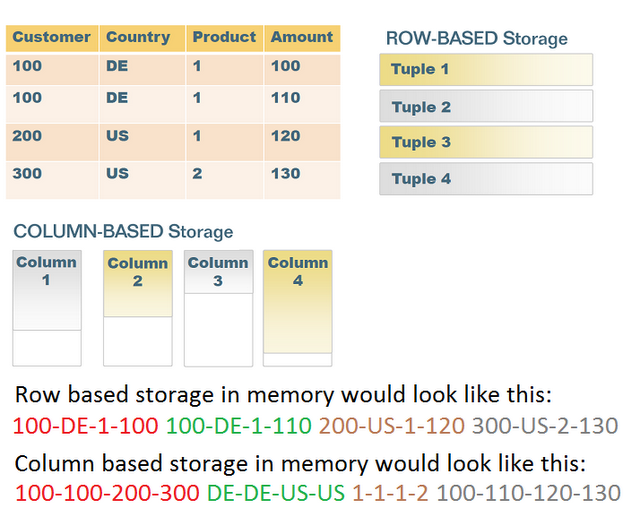 Customer Country Product Amount
100 DE 1 100
100 DE 1 110
200 US 1 120
300 US 2 130
ROW-BASED Storage
Tuple 1
Tuple 2
Tuple 3
Tuple 4
COLUMN-BASED Storage
Column
1
Column
2
Column
3
Column
4
Row based storage in memory would look like this:
100-DE-1-100 100-DE-1-110 200-US-1-120 300-US-2-130
Column based storage in memory would look like this:
100-100-200-300 DE-DE-US-US 1-1-1-2 100-110-120-130